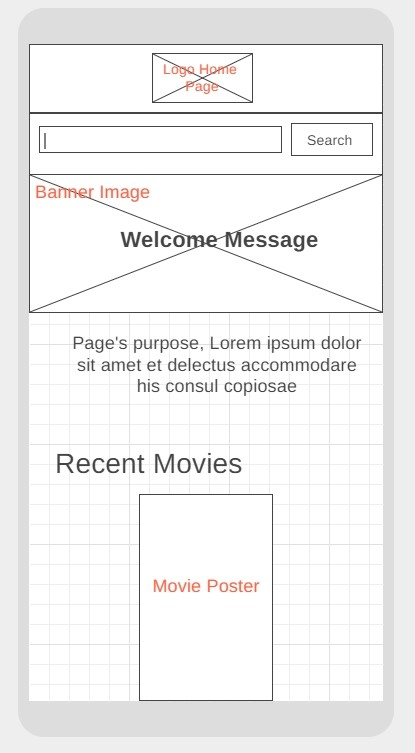 Logo Home
Page
Search
Banner Image
Welcome Message
Page's purpose, Lorem ipsum dolor
sit amet et delectus accommodare
his consul copiosae
Recent Movies
Movie Poster